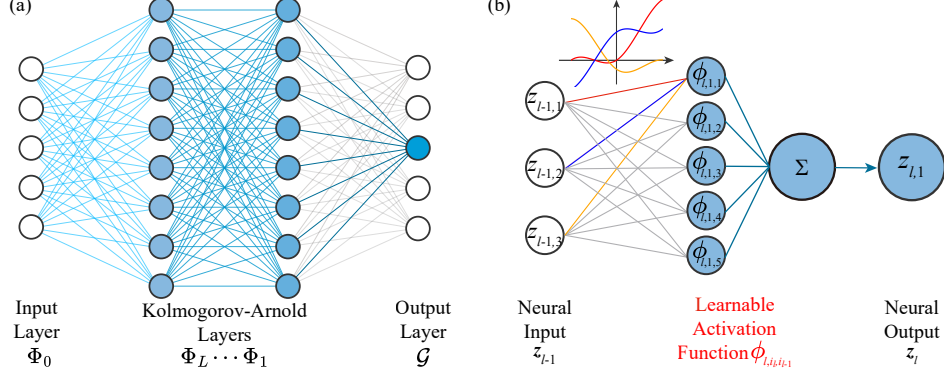 (a)
Input
Layer
Φ₀
Kolmogorov-Arnold
Layers
Φ_L ⋯ Φ₁
Output
Layer
𝒢
(b)
z_{l-1,1}
z_{l-1,2}
z_{l-1,3}
ϕ_{l,1,1}
ϕ_{l,1,2}
ϕ_{l,1,3}
ϕ_{l,1,4}
ϕ_{l,1,5}
Σ
z_{l,1}
Neural
Input
z_{l-1}
Learnable
Activation
Function ϕ_{l,i_l,i_{l-1}}
Neural
Output
z_l